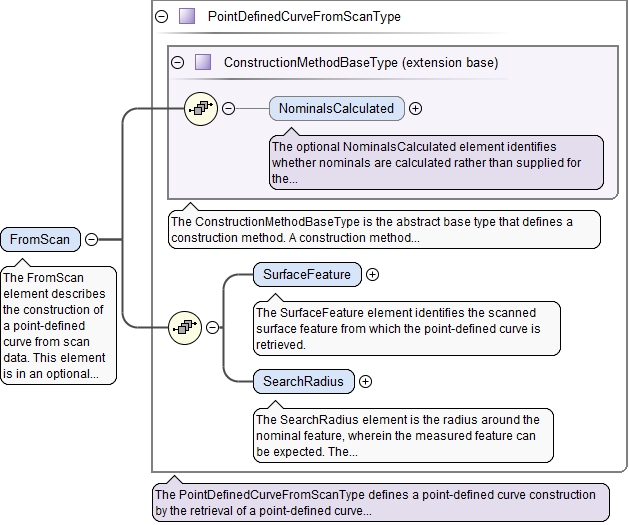 PointDefinedCurveFromScanType
ConstructionMethodBaseType (extension base)
NominalsCalculated
The optional NominalsCalculated element identifies
whether nominals are calculated rather than supplied for
the...
The ConstructionMethodBaseType is the abstract base type that defines a
construction method. A construction method...
FromScan
The FromScan
element describes
the construction of
a point-defined
curve from scan
data. This element
is in an optional...
SurfaceFeature
The SurfaceFeature element identifies the scanned
surface feature from which the point-defined curve is
retrieved.
SearchRadius
The SearchRadius element is the radius around the
nominal feature, wherein the measured feature can
be expected. The...
The PointDefinedCurveFromScanType defines a point-defined curve construction
by the retrieval of a point-defined curve...